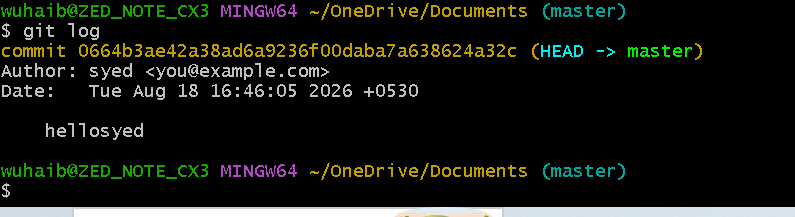 wuhaib@ZED_NOTE_CX3 MINGW64 ~/OneDrive/Documents (master)
$ git log
commit 0664b3ae42a38ad6a9236f00daba7a638624a32c (HEAD -> master)
Author: syed <you@example.com>
Date:   Tue Aug 18 16:46:05 2026 +0530

    hellosyed

wuhaib@ZED_NOTE_CX3 MINGW64 ~/OneDrive/Documents (master)
$